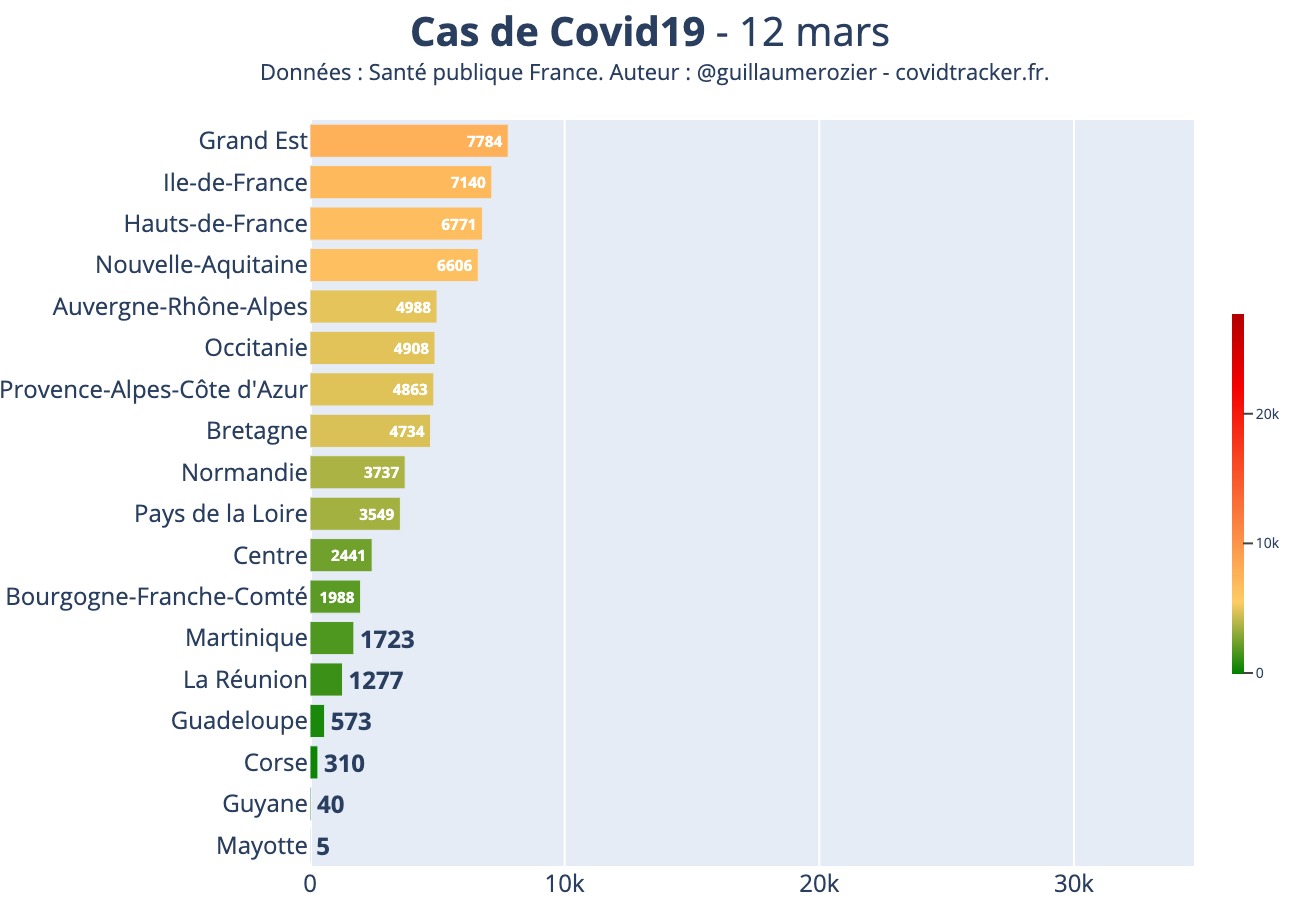 Cas de Covid19 - 12 mars
Données : Santé publique France. Auteur : @guillaumerozier - covidtracker.fr.
Grand Est 7784
Ile-de-France 7140
Hauts-de-France 6771
Nouvelle-Aquitaine 6606
Auvergne-Rhône-Alpes 4988
Occitanie 4908
Provence-Alpes-Côte d'Azur 4863
20k
Bretagne 4734
Normandie 3737
Pays de la Loire 3549
10k
Centre 2441
Bourgogne-Franche-Comté 1988
Martinique 1723
0
La Réunion 1277
Guadeloupe 573
Corse 310
Guyane 40
Mayotte 5
0 10k 20k 30k